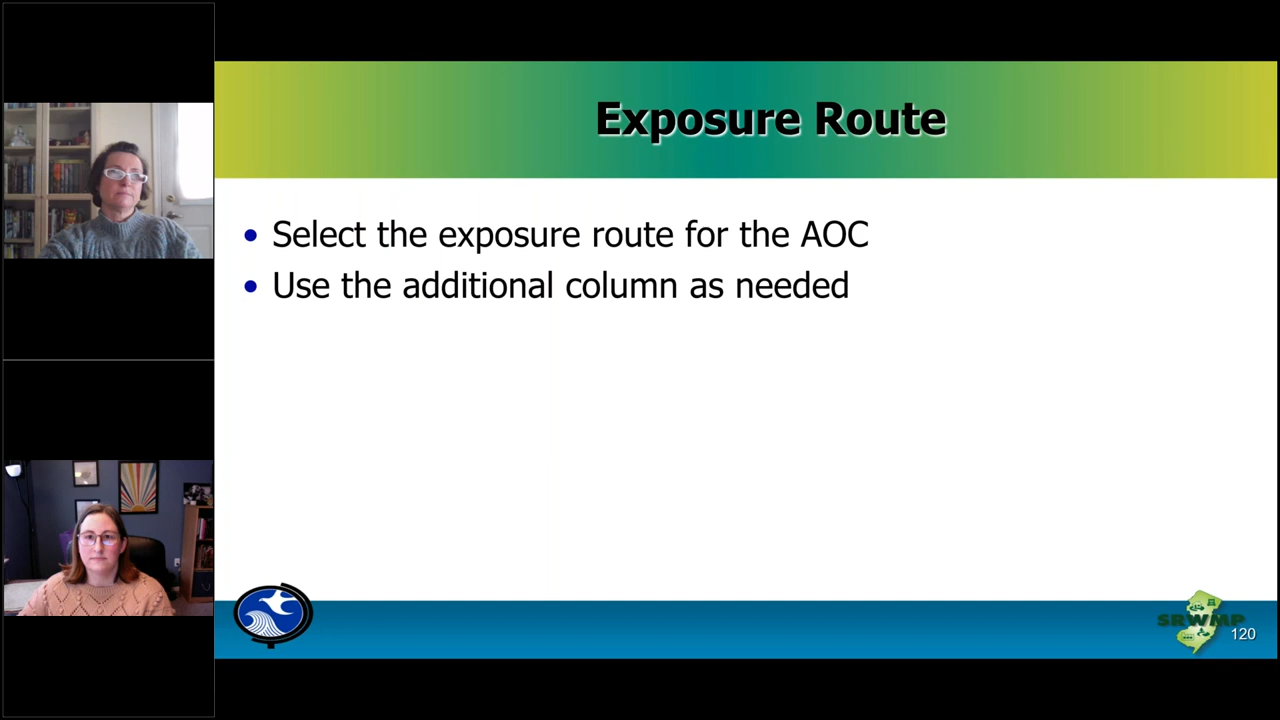 Exposure Route
• Select the exposure route for the AOC
• Use the additional column as needed
SRWMP
120